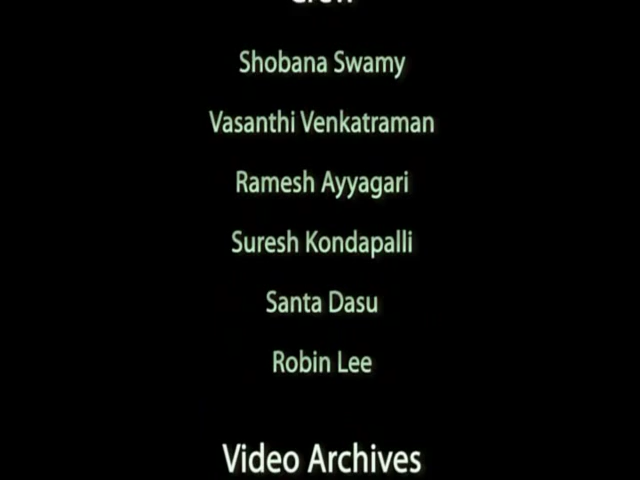 Shobana Swamy
Vasanthi Venkatraman
Ramesh Ayyagari
Suresh Kondapalli
Santa Dasu
Robin Lee
Video Archives